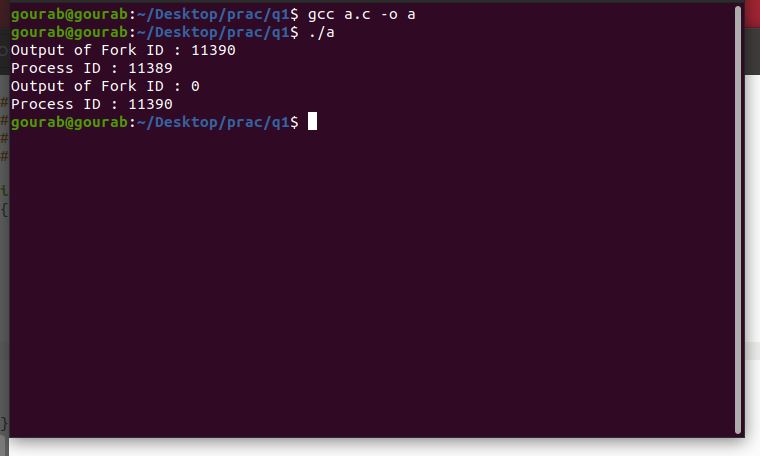 gourab@gourab:~/Desktop/prac/q1$ gcc a.c -o a
gourab@gourab:~/Desktop/prac/q1$ ./a
Output of Fork ID : 11390
Process ID : 11389
Output of Fork ID : 0
Process ID : 11390
gourab@gourab:~/Desktop/prac/q1$
#
#
#
#
{
}